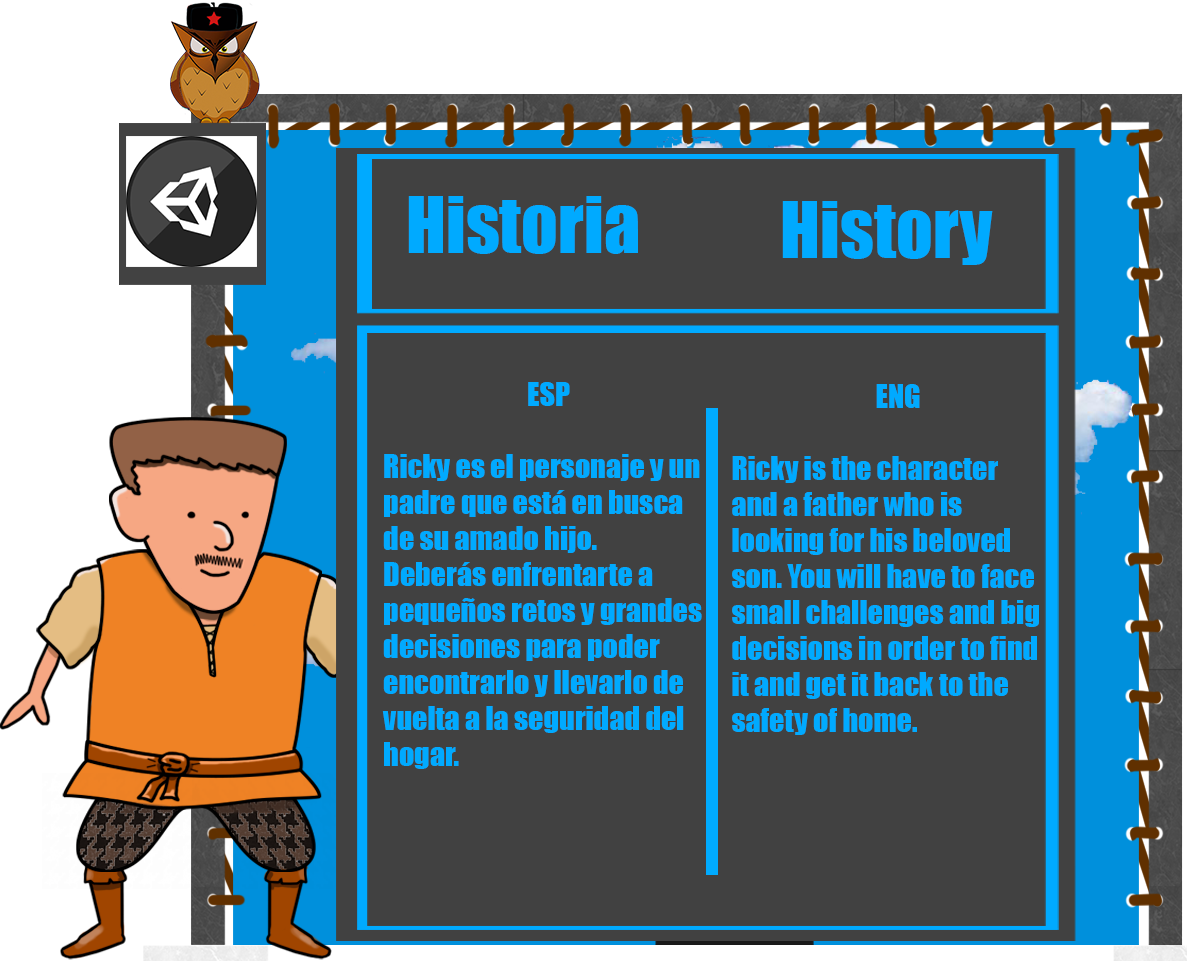 Historia
History
ESP
Ricky es el personaje y un
padre que está en busca
de su amado hijo.
Deberás enfrentarte a
pequeños retos y grandes
decisiones para poder
encontrarlo y llevarlo de
vuelta a la seguridad del
hogar.
ENG
Ricky is the character
and a father who is
looking for his beloved
son. You will have to face
small challenges and big
decisions in order to find
it and get it back to the
safety of home.